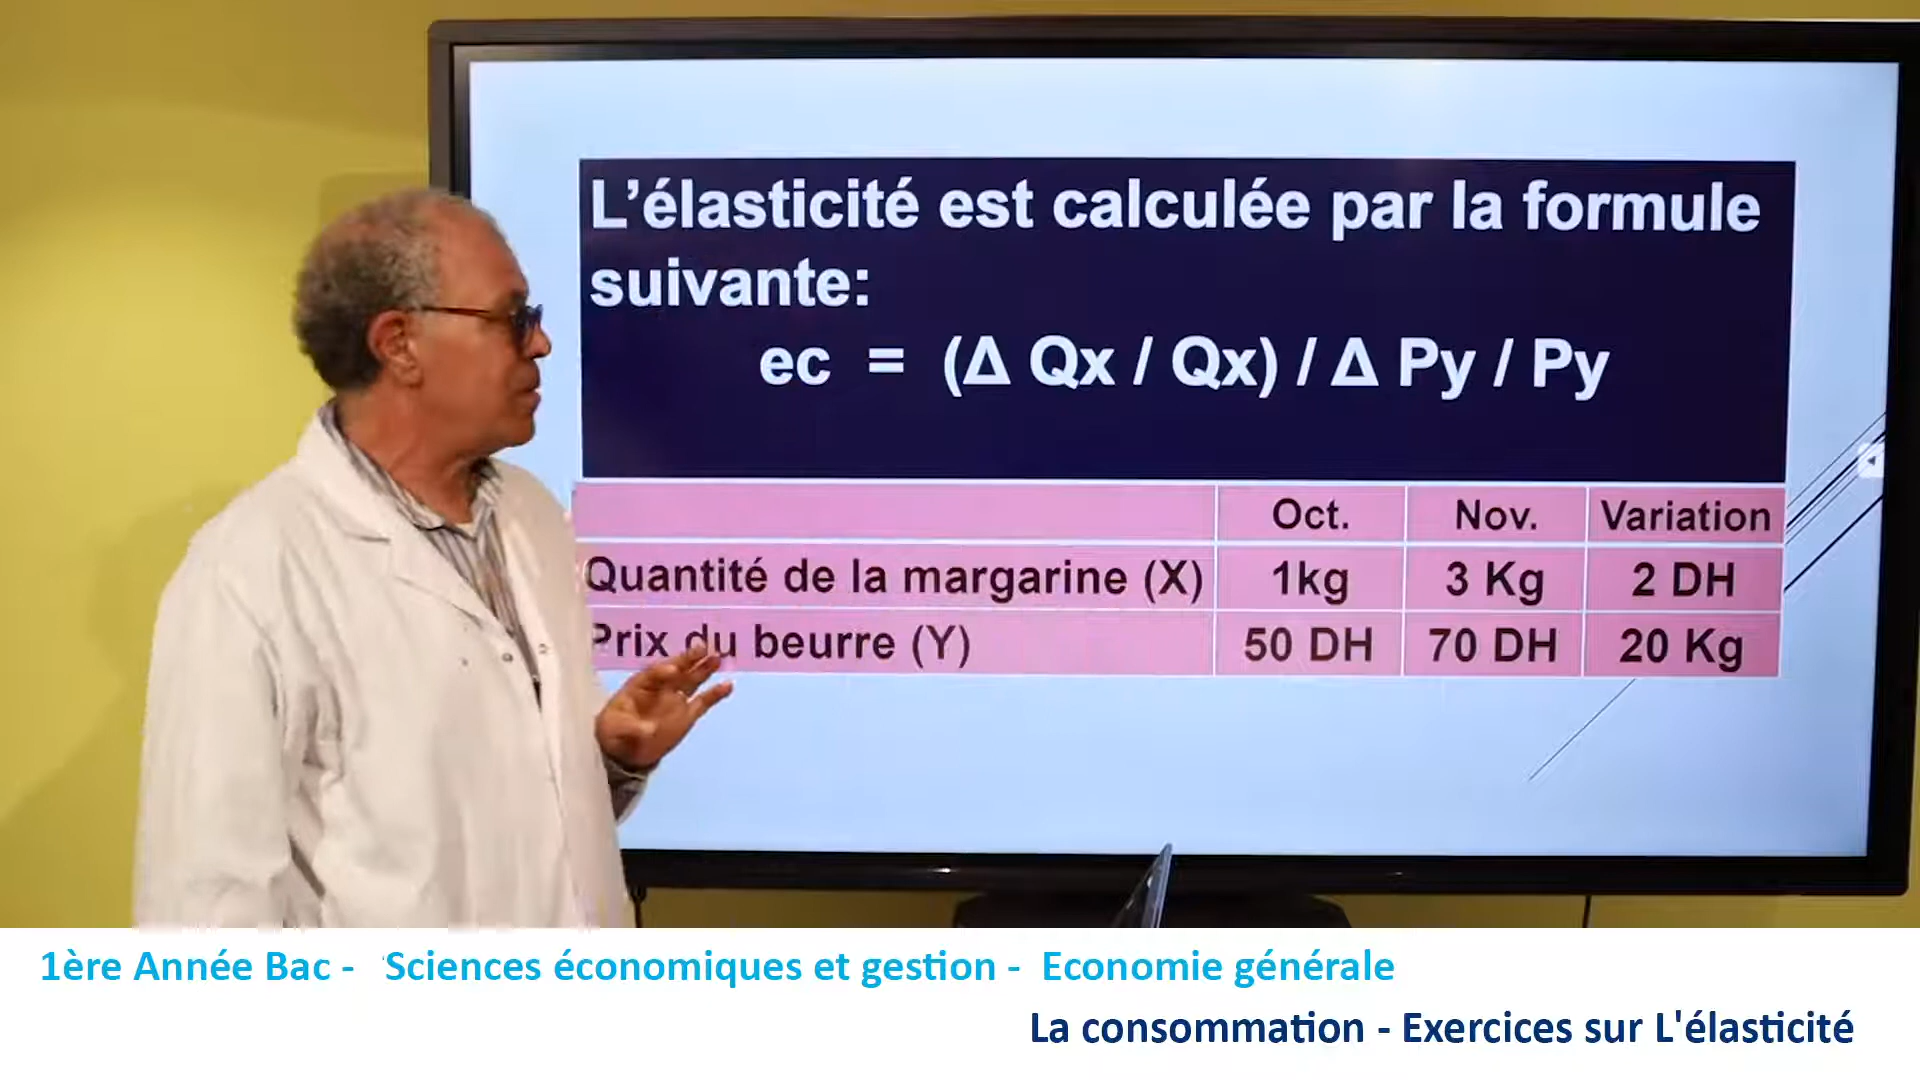 L’élasticité est calculée par la formule
suivante:
ec = (Δ Qx / Qx) / Δ Py / Py
Oct. Nov. Variation
Quantité de la margarine (X) 1kg 3 Kg 2 DH
Prix du beurre (Y) 50 DH 70 DH 20 Kg
1ère Année Bac - Sciences économiques et gestion - Economie générale
La consommation - Exercices sur L'élasticité